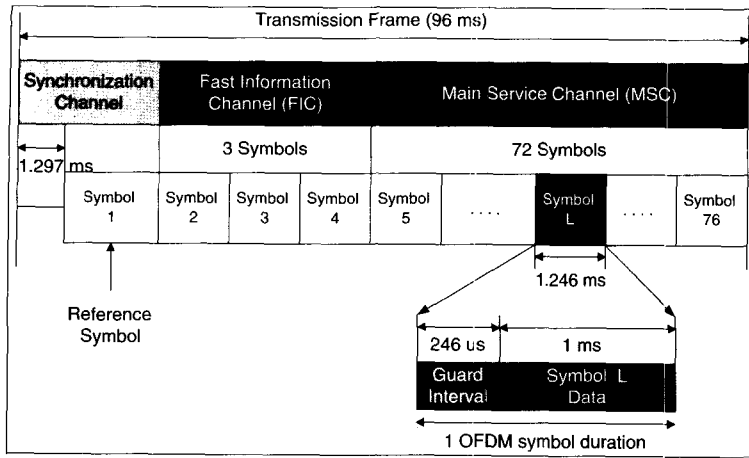 Transmission Frame (96 ms)
Synchronization
Channel
Fast Information
Channel (FIC)
Main Service Channel (MSC)
1.297 ms
3 Symbols
72 Symbols
Symbol
1
Symbol
2
Symbol
3
Symbol
4
Symbol
5
....
Symbol
L
....
Symbol
76
1.246 ms
Reference
Symbol
246 us
1 ms
Guard
Interval
Symbol L
Data
1 OFDM symbol duration